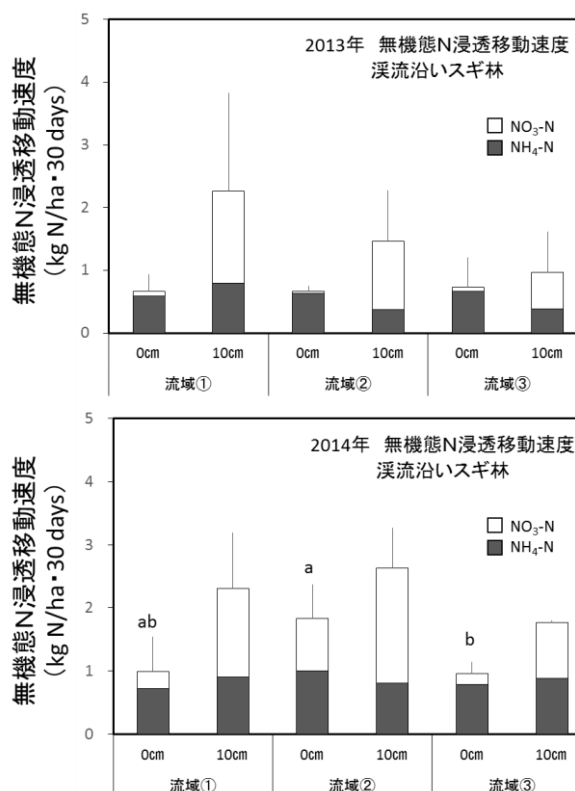 2013年 無機態N浸透移動速度
渓流沿いスギ林
無機態N浸透移動速度
(kg N/ha・30 days)
5
4
3
2
1
0
NO3-N
NH4-N
0cm 10cm 0cm 10cm 0cm 10cm
流域① 流域② 流域③
2014年 無機態N浸透移動速度
渓流沿いスギ林
無機態N浸透移動速度
(kg N/ha・30 days)
5
4
3
2
1
0
NO3-N
NH4-N
ab
a
b
0cm 10cm 0cm 10cm 0cm 10cm
流域① 流域② 流域③